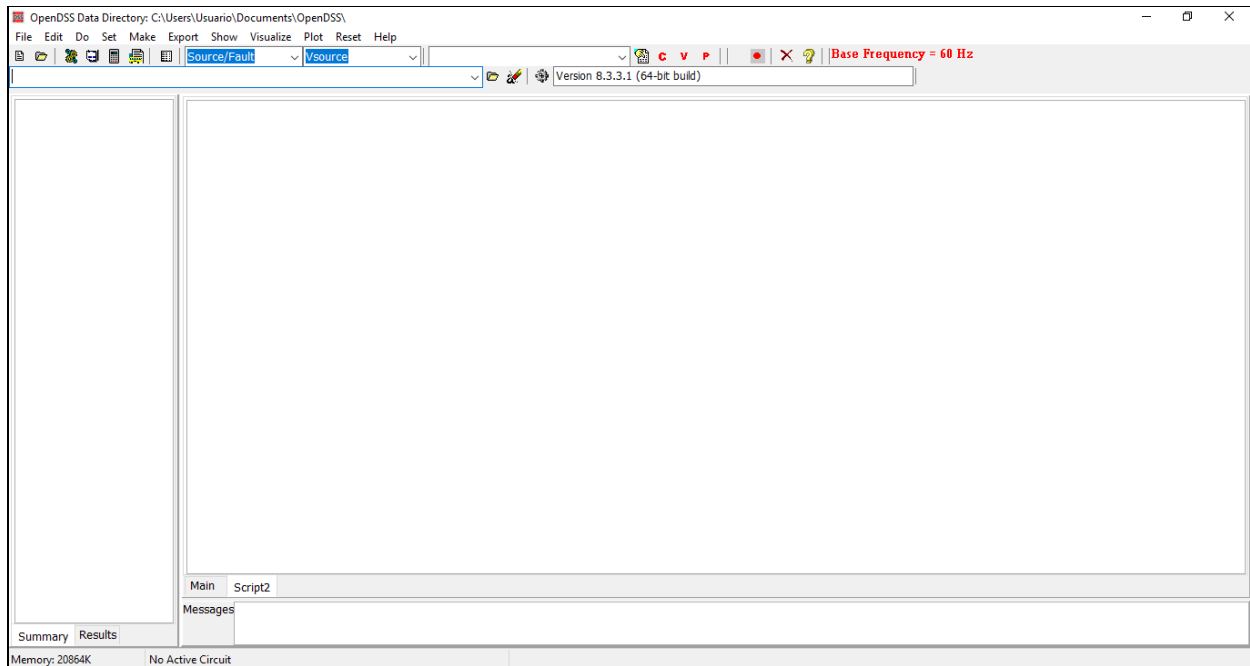 OpenDSS Data Directory: C:\Users\Usuario\Documents\OpenDSS\
File Edit Do Set Make Export Show Visualize Plot Reset Help
Source/Fault Vsource C V P Base Frequency = 60 Hz
Version 8.3.3.1 (64-bit build)
Main Script2
Messages
Summary Results
Memory: 20864K No Active Circuit